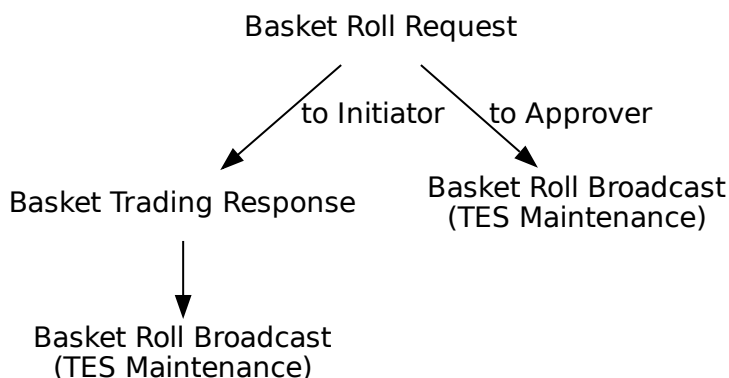 Basket Roll Request
to Initiator
to Approver
Basket Trading Response
Basket Roll Broadcast
(TES Maintenance)
Basket Roll Broadcast
(TES Maintenance)